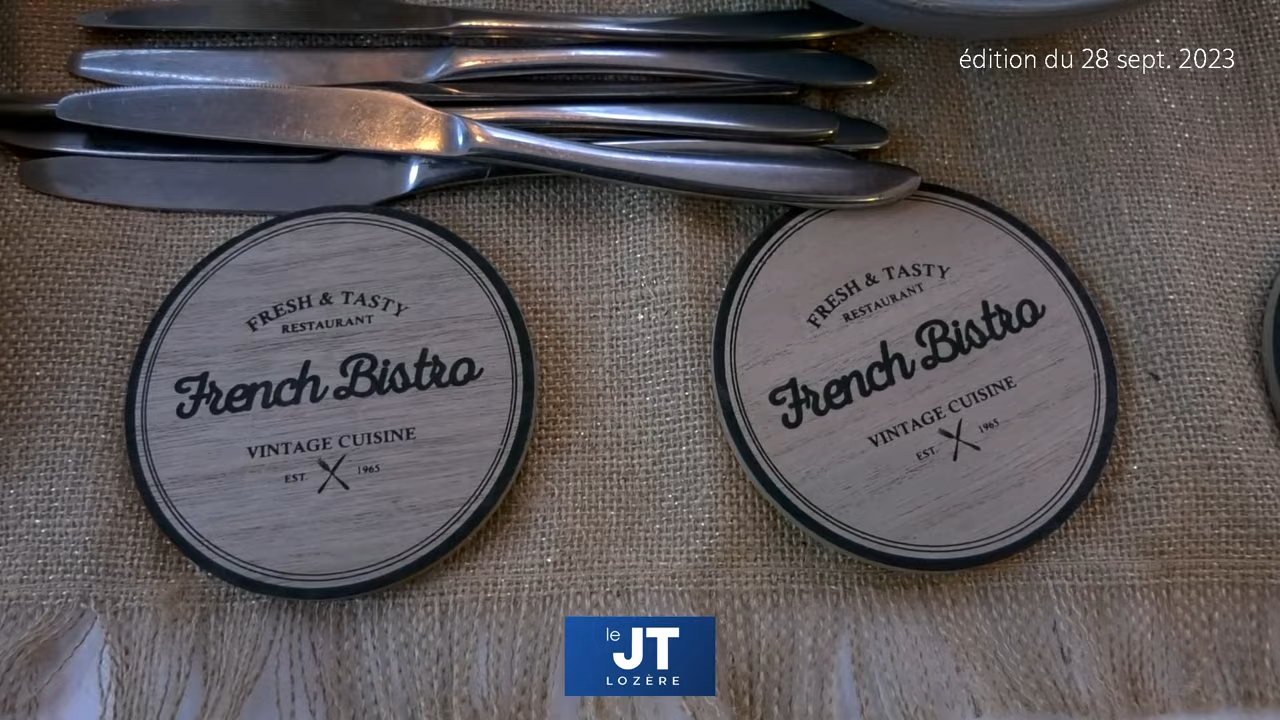 édition du 28 sept. 2023
FRESH & TASTY
RESTAURANT
French Bistro
VINTAGE CUISINE
EST. 1965
FRESH & TASTY
RESTAURANT
French Bistro
VINTAGE CUISINE
EST. 1965
le JT
LOZÈRE